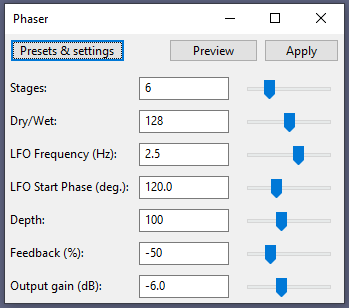 Phaser
Presets & settings Preview Apply
Stages: 6
Dry/Wet: 128
LFO Frequency (Hz): 2.5
LFO Start Phase (deg.): 120.0
Depth: 100
Feedback (%): -50
Output gain (dB): -6.0